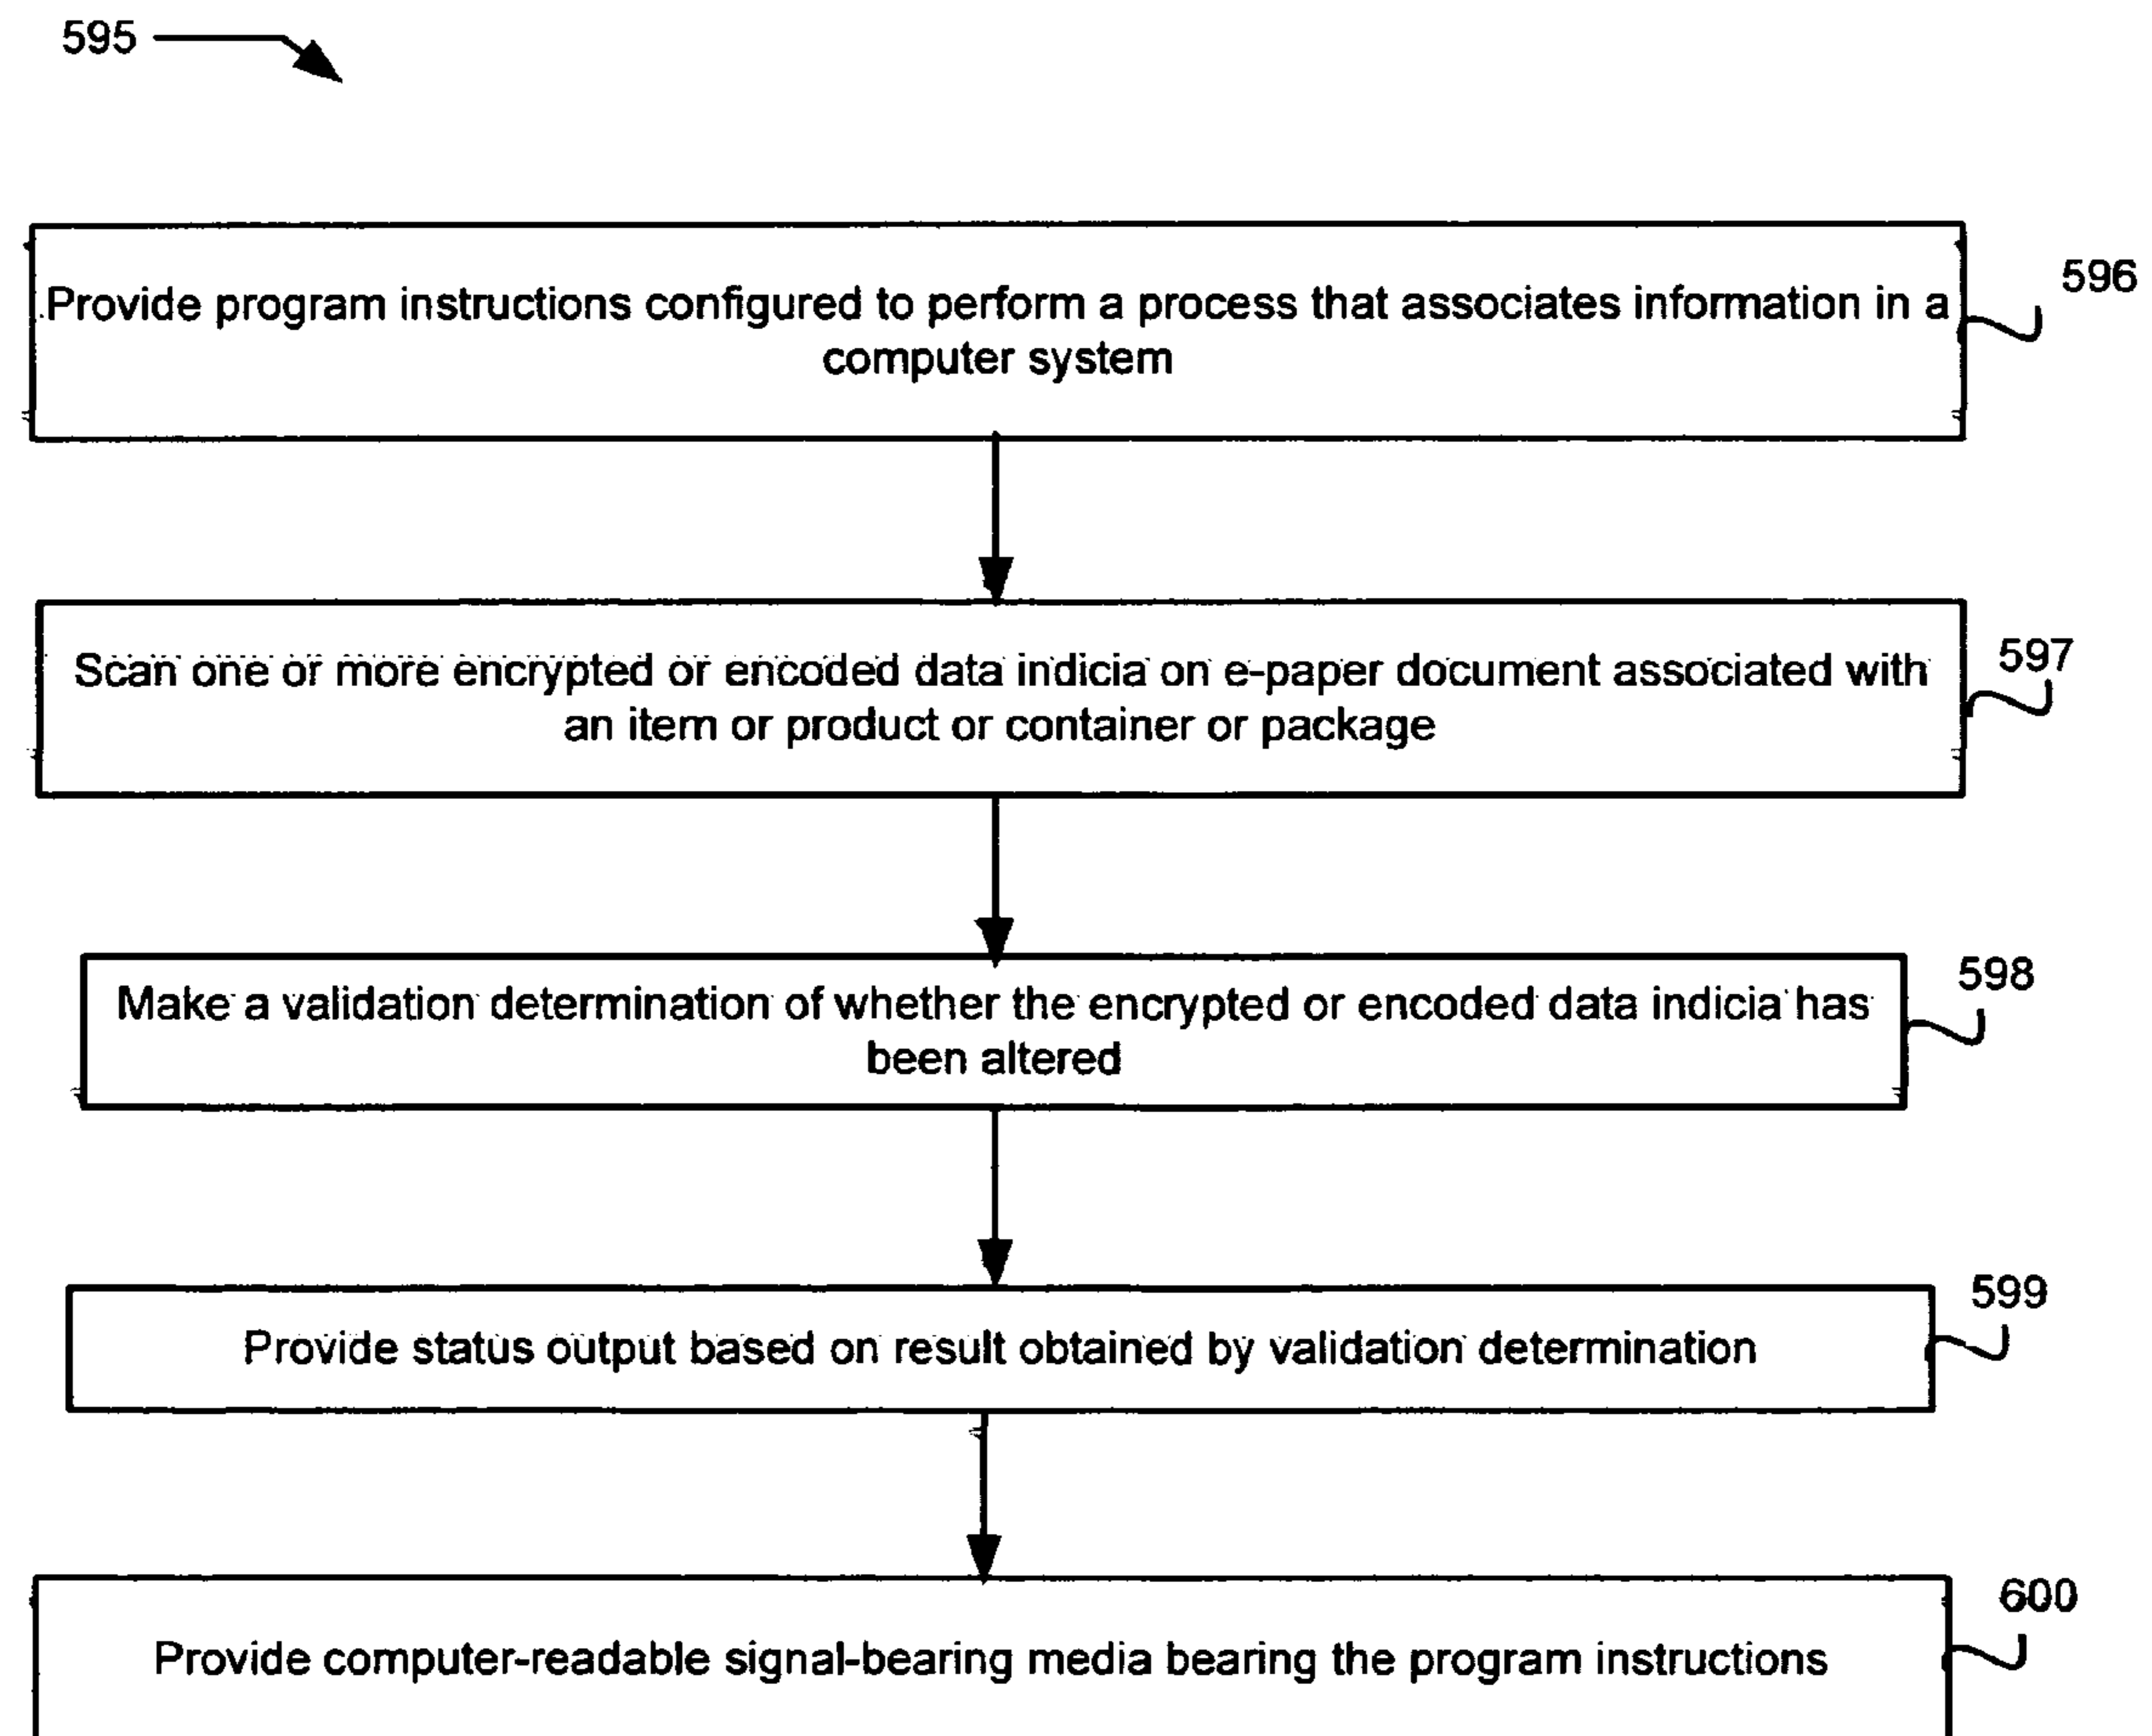 595
596
Provide program instructions configured to perform a process that associates information in a
computer system
597
Scan one or more encrypted or encoded data indicia on e-paper document associated with
an item or product or container or package
598
Make a validation determination of whether the encrypted or encoded data indicia has
been altered
599
Provide status output based on result obtained by validation determination
600
Provide computer-readable signal-bearing media bearing the program instructions